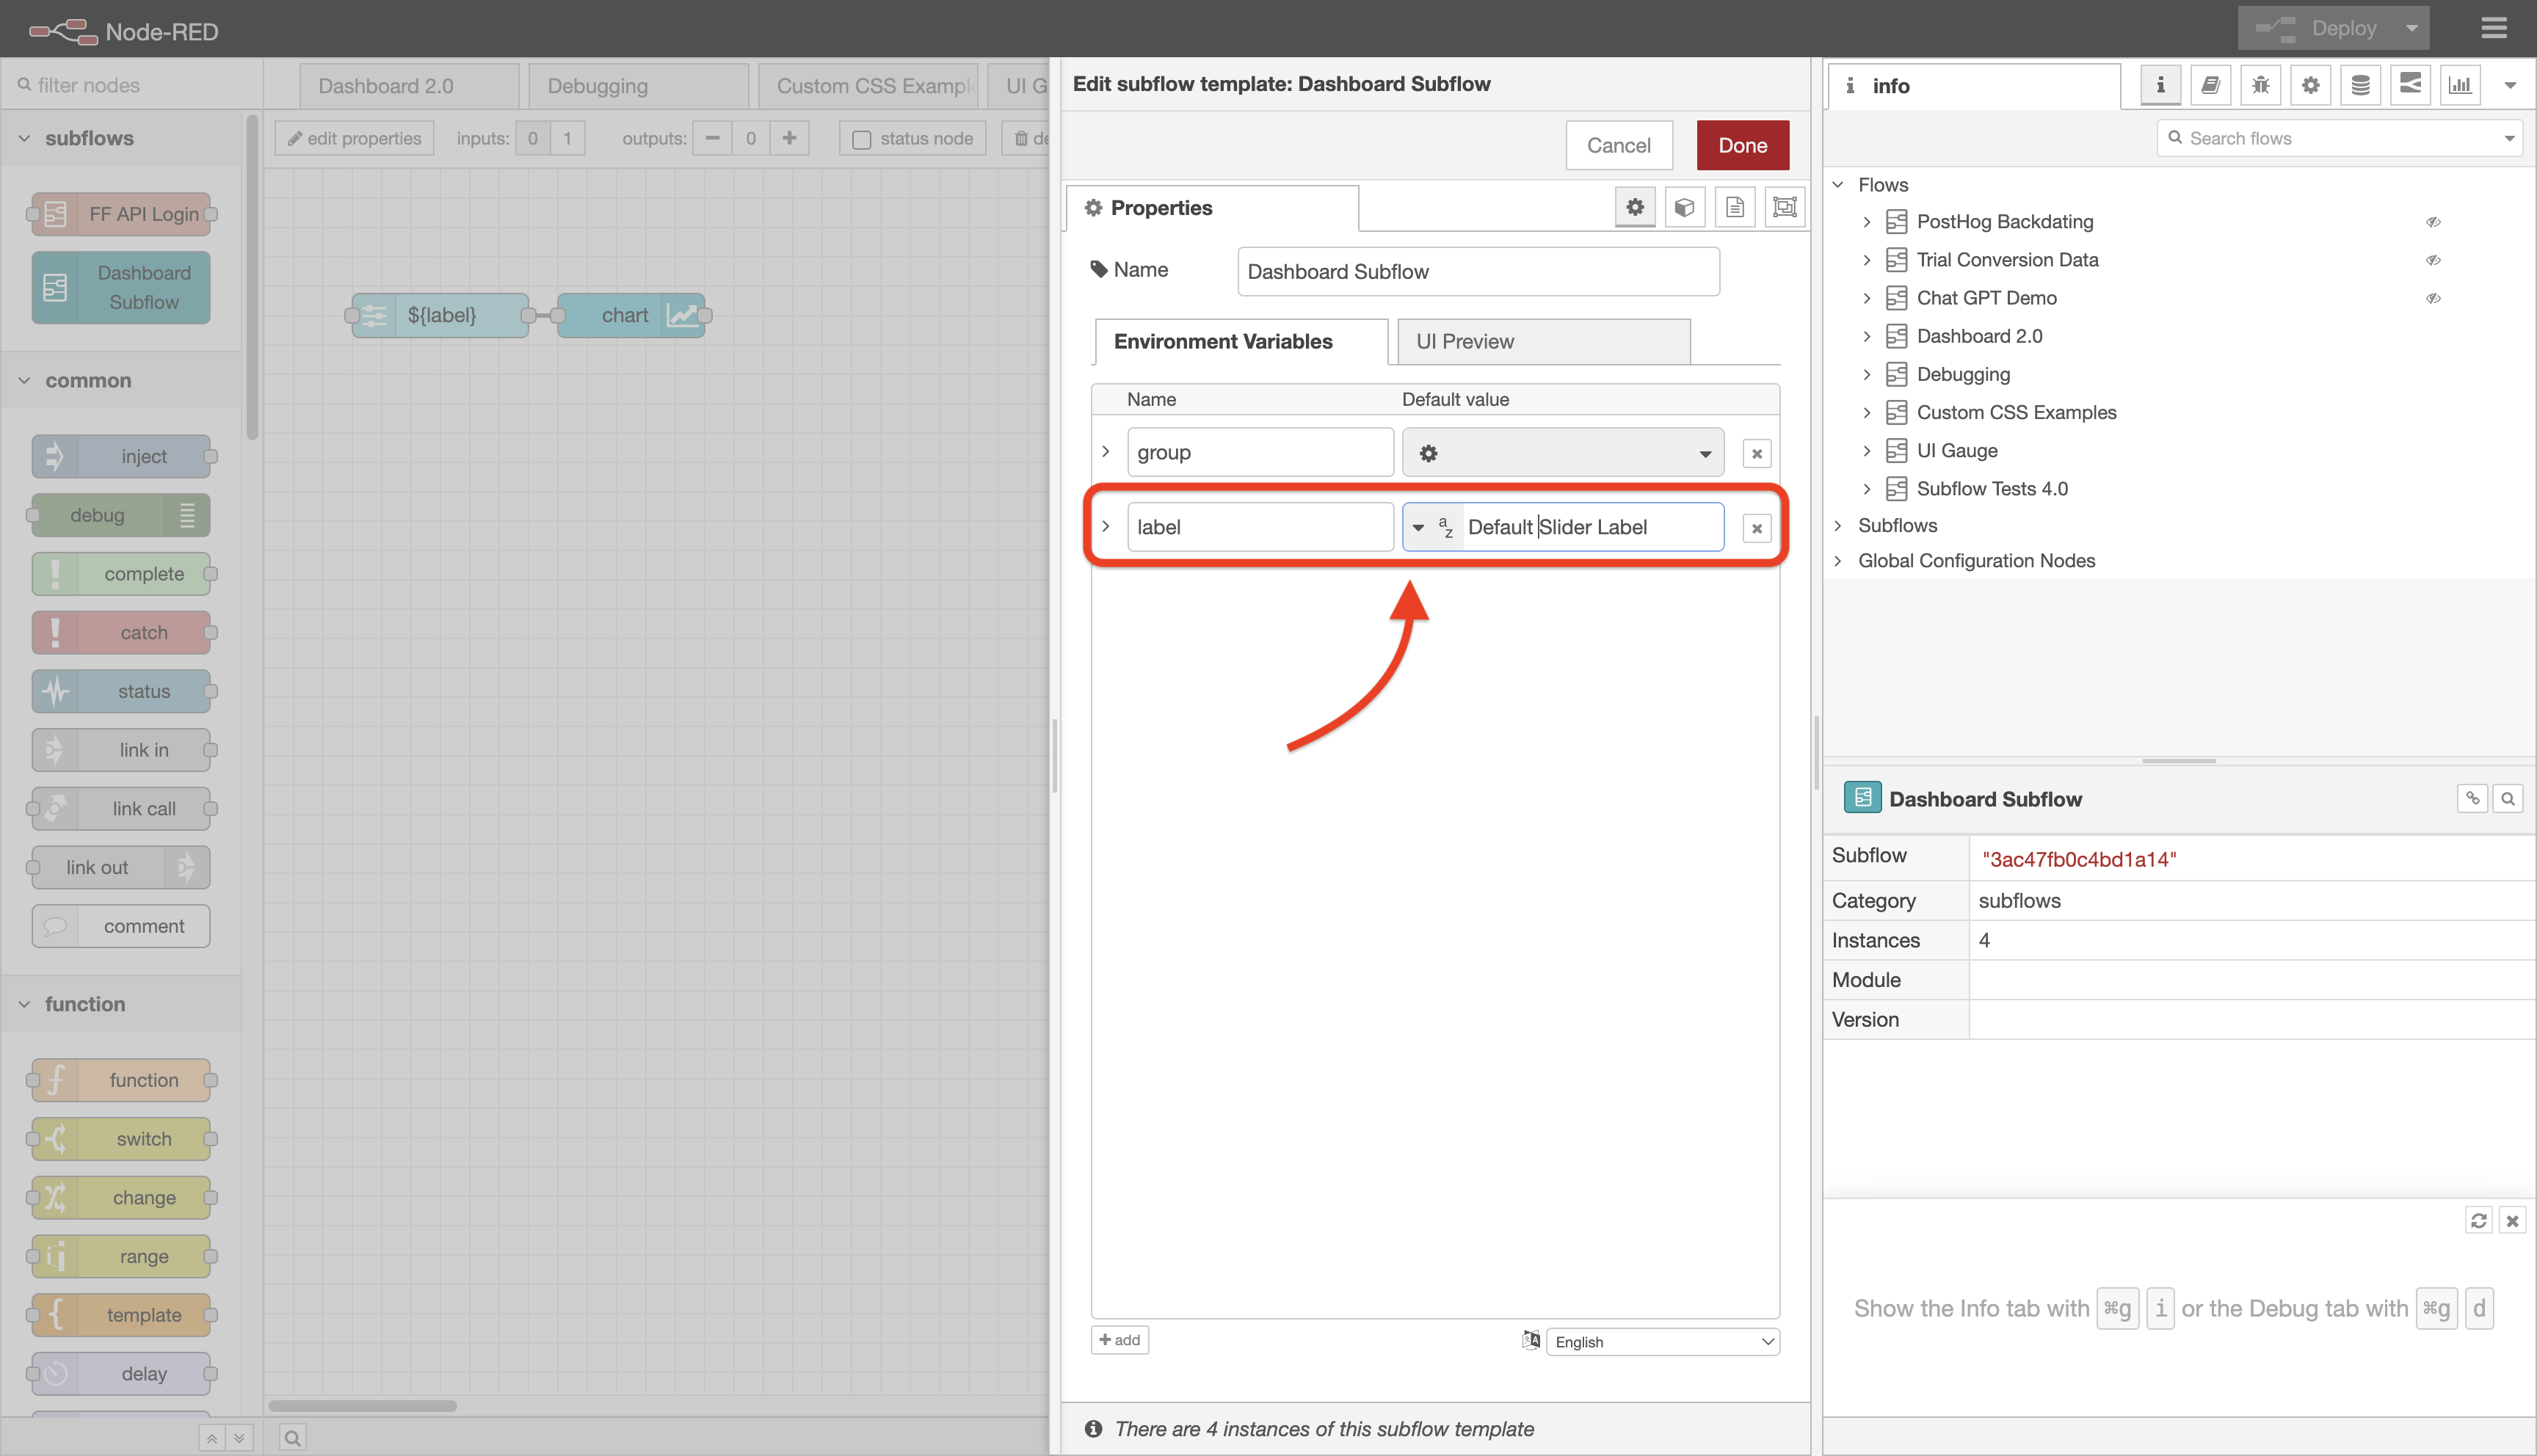 Node-RED
Deploy
filter nodes
Dashboard 2.0
Debugging
Custom CSS Exampl
UI G
subflows
edit properties
inputs:
0
1
outputs:
0
status node
de
FF API Login
Dashboard
Subflow
common
inject
debug
complete
catch
status
link in
link call
link out
comment
function
function
switch
change
range
template
delay
${label}
chart
Edit subflow template: Dashboard Subflow
Cancel
Done
Properties
Name
Dashboard Subflow
Environment Variables
UI Preview
Name
Default value
group
label
a
z
Default Slider Label
add
English
There are 4 instances of this subflow template
info
Search flows
Flows
PostHog Backdating
Trial Conversion Data
Chat GPT Demo
Dashboard 2.0
Debugging
Custom CSS Examples
UI Gauge
Subflow Tests 4.0
Subflows
Global Configuration Nodes
Dashboard Subflow
Subflow "3ac47fb0c4bd1a14"
Category subflows
Instances 4
Module
Version
Show the Info tab with ⌘g i or the Debug tab with ⌘g d